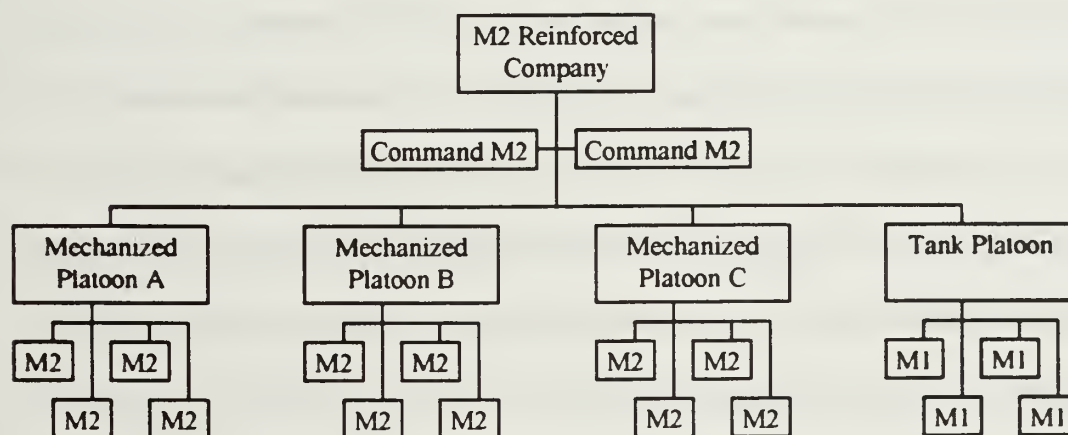 M2 Reinforced
Company
Command M2 Command M2
Mechanized Mechanized Mechanized Tank Platoon
Platoon A Platoon B Platoon C
M2 M2 M2 M2 M2 M2 M1 M1
M2 M2 M2 M2 M2 M2 M1 M1